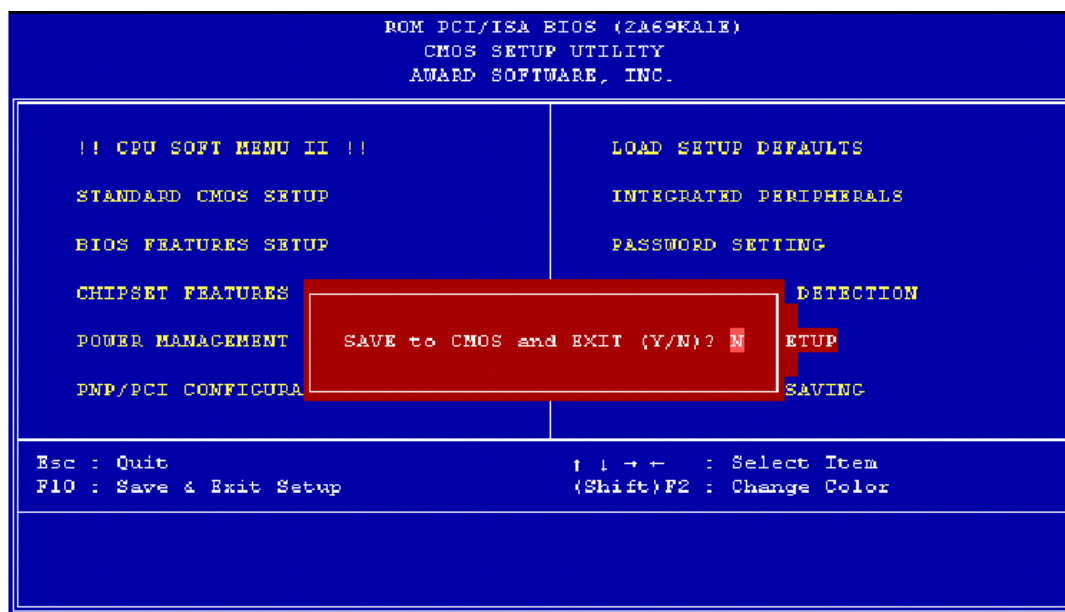 ROM PCI/ISA BIOS (2A69KA1E)
CMOS SETUP UTILITY
AWARD SOFTWARE, INC.
!! CPU SOFT MENU II !!
STANDARD CMOS SETUP
BIOS FEATURES SETUP
CHIPSET FEATURES
POWER MANAGEMENT
PNP/PCI CONFIGURA
LOAD SETUP DEFAULTS
INTEGRATED PERIPHERALS
PASSWORD SETTING
DETECTION
ETUP
SAVING
SAVE to CMOS and EXIT (Y/N)? N
Esc : Quit
F10 : Save & Exit Setup
↑ ↓ → ← : Select Item
(Shift)F2 : Change Color